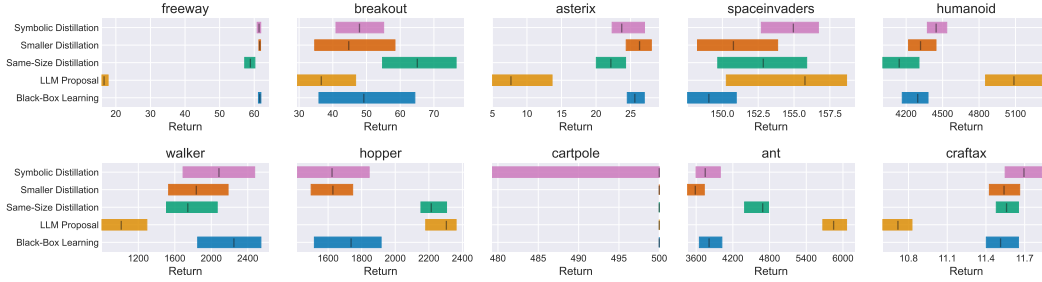 freeway
breakout
asterix
spaceinvaders
humanoid
Symbolic Distillation
Smaller Distillation
Same-Size Distillation
LLM Proposal
Black-Box Learning
20 30 40 50 60
30 40 50 60 70
5 10 15 20 25
150.0 152.5 155.0 157.5
4200 4500 4800 5100
Return
Return
Return
Return
Return
walker
hopper
cartpole
ant
craftax
Symbolic Distillation
Smaller Distillation
Same-Size Distillation
LLM Proposal
Black-Box Learning
1200 1600 2000 2400
1600 1800 2000 2200 2400
480 485 490 495 500
3600 4200 4800 5400 6000
10.8 11.1 11.4 11.7
Return
Return
Return
Return
Return